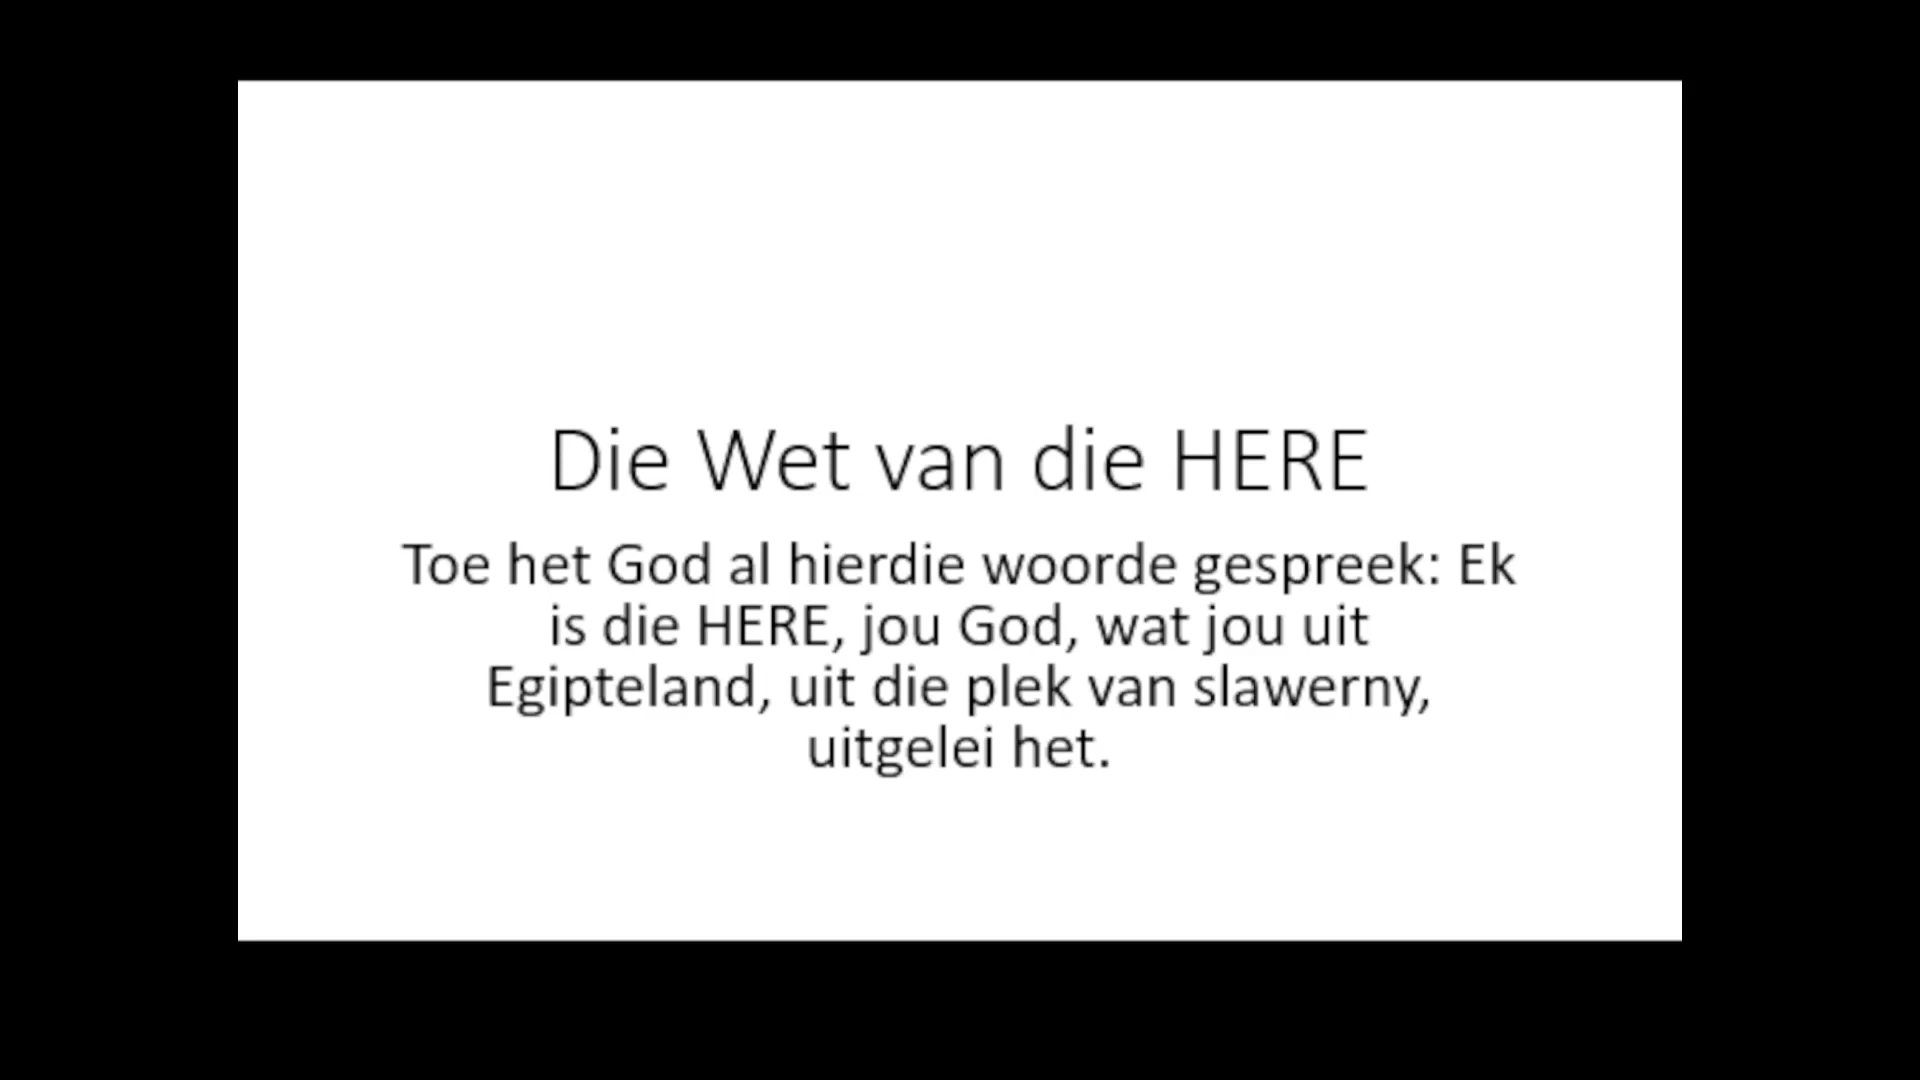 Die Wet van die HERE
Toe het God al hierdie woorde gespreek: Ek
is die HERE, jou God, wat jou uit
Egipteland, uit die plek van slawerny,
uitgelei het.